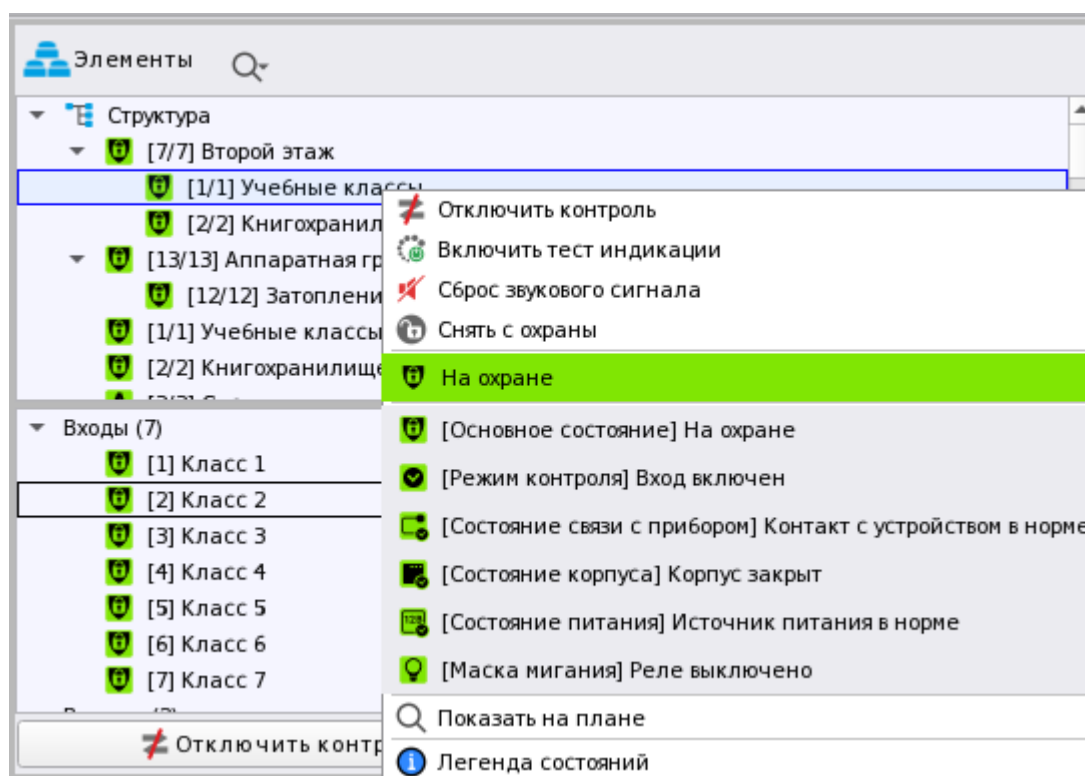 Элементы
Структура
[7/7] Второй этаж
[1/1] Учебные классы
[2/2] Книгохранил
[13/13] Аппаратная гр
[12/12] Затоплени
[1/1] Учебные классы
[2/2] Книгохранилище
Входы (7)
[1] Класс 1
[2] Класс 2
[3] Класс 3
[4] Класс 4
[5] Класс 5
[6] Класс 6
[7] Класс 7
Отключить контр
Отключить контроль
Включить тест индикации
Сброс звукового сигнала
Снять с охраны
На охране
[Основное состояние] На охране
[Режим контроля] Вход включен
[Состояние связи с прибором] Контакт с устройством в норме
[Состояние корпуса] Корпус закрыт
[Состояние питания] Источник питания в норме
[Маска мигания] Реле выключено
Показать на плане
Легенда состояний